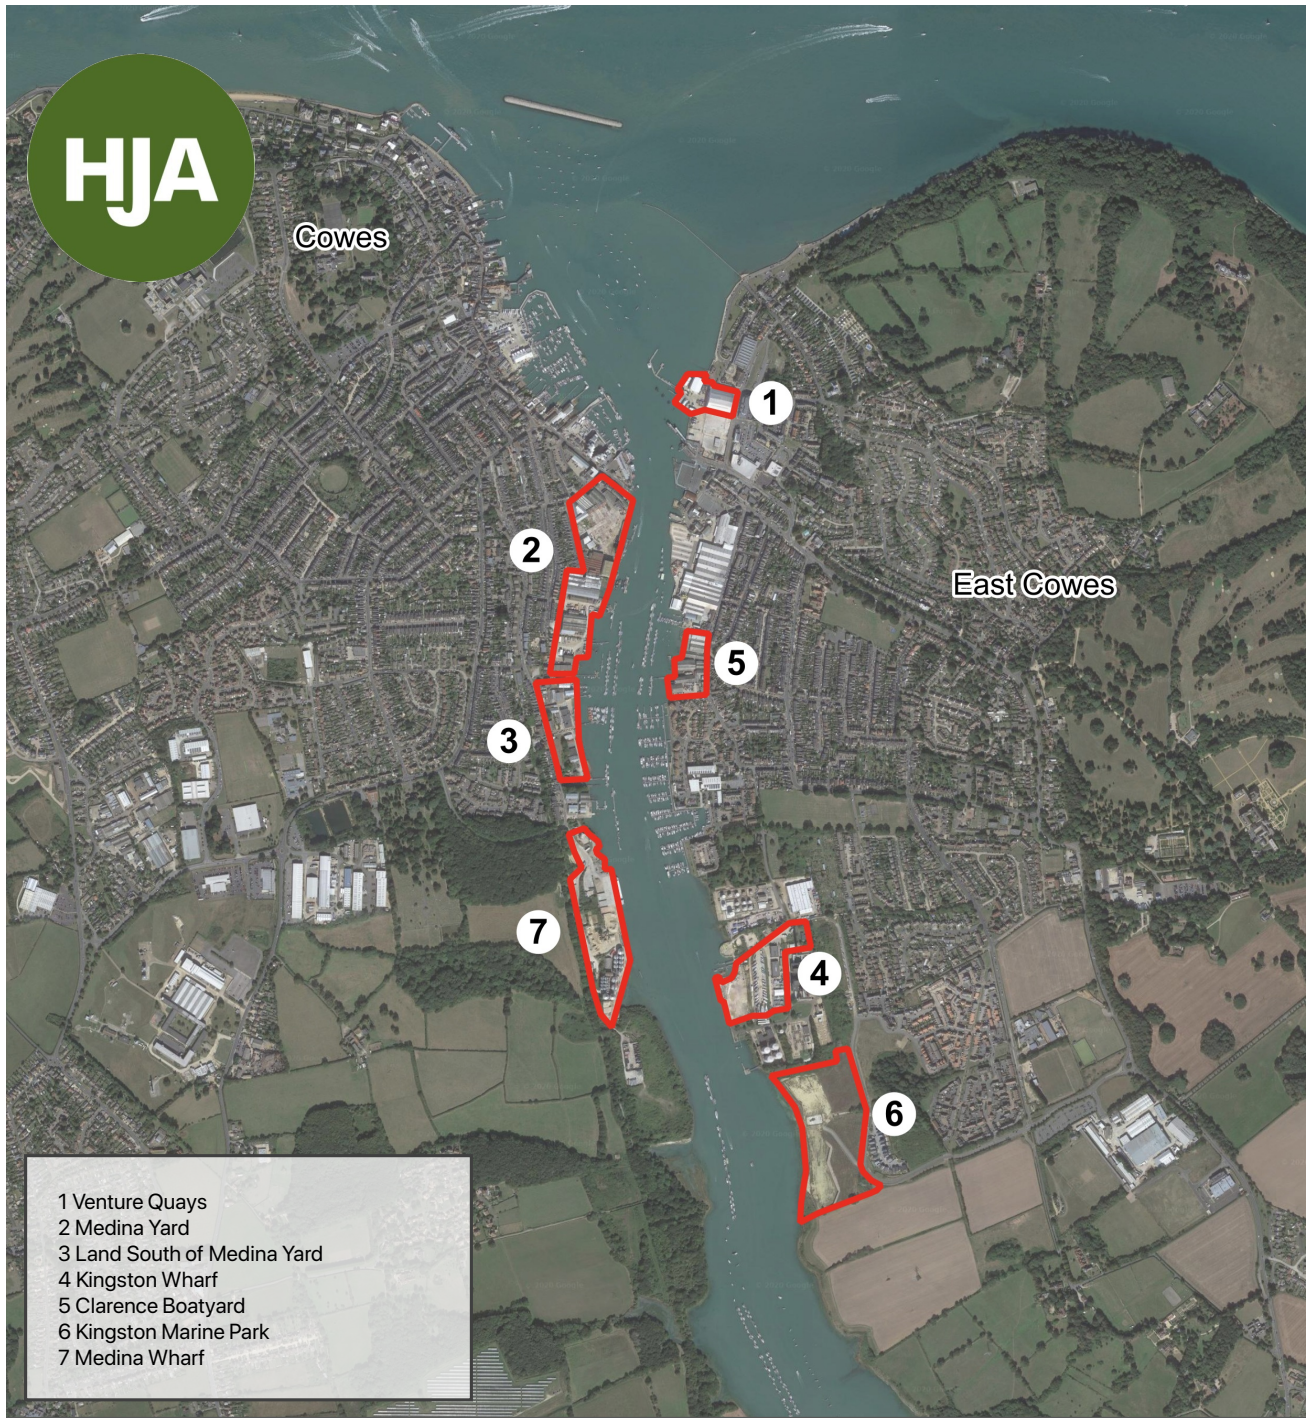 HJA
Cowes
1
2
East Cowes
5
3
7
4
6
1 Venture Quays
2 Medina Yard
3 Land South of Medina Yard
4 Kingston Wharf
5 Clarence Boatyard
6 Kingston Marine Park
7 Medina Wharf